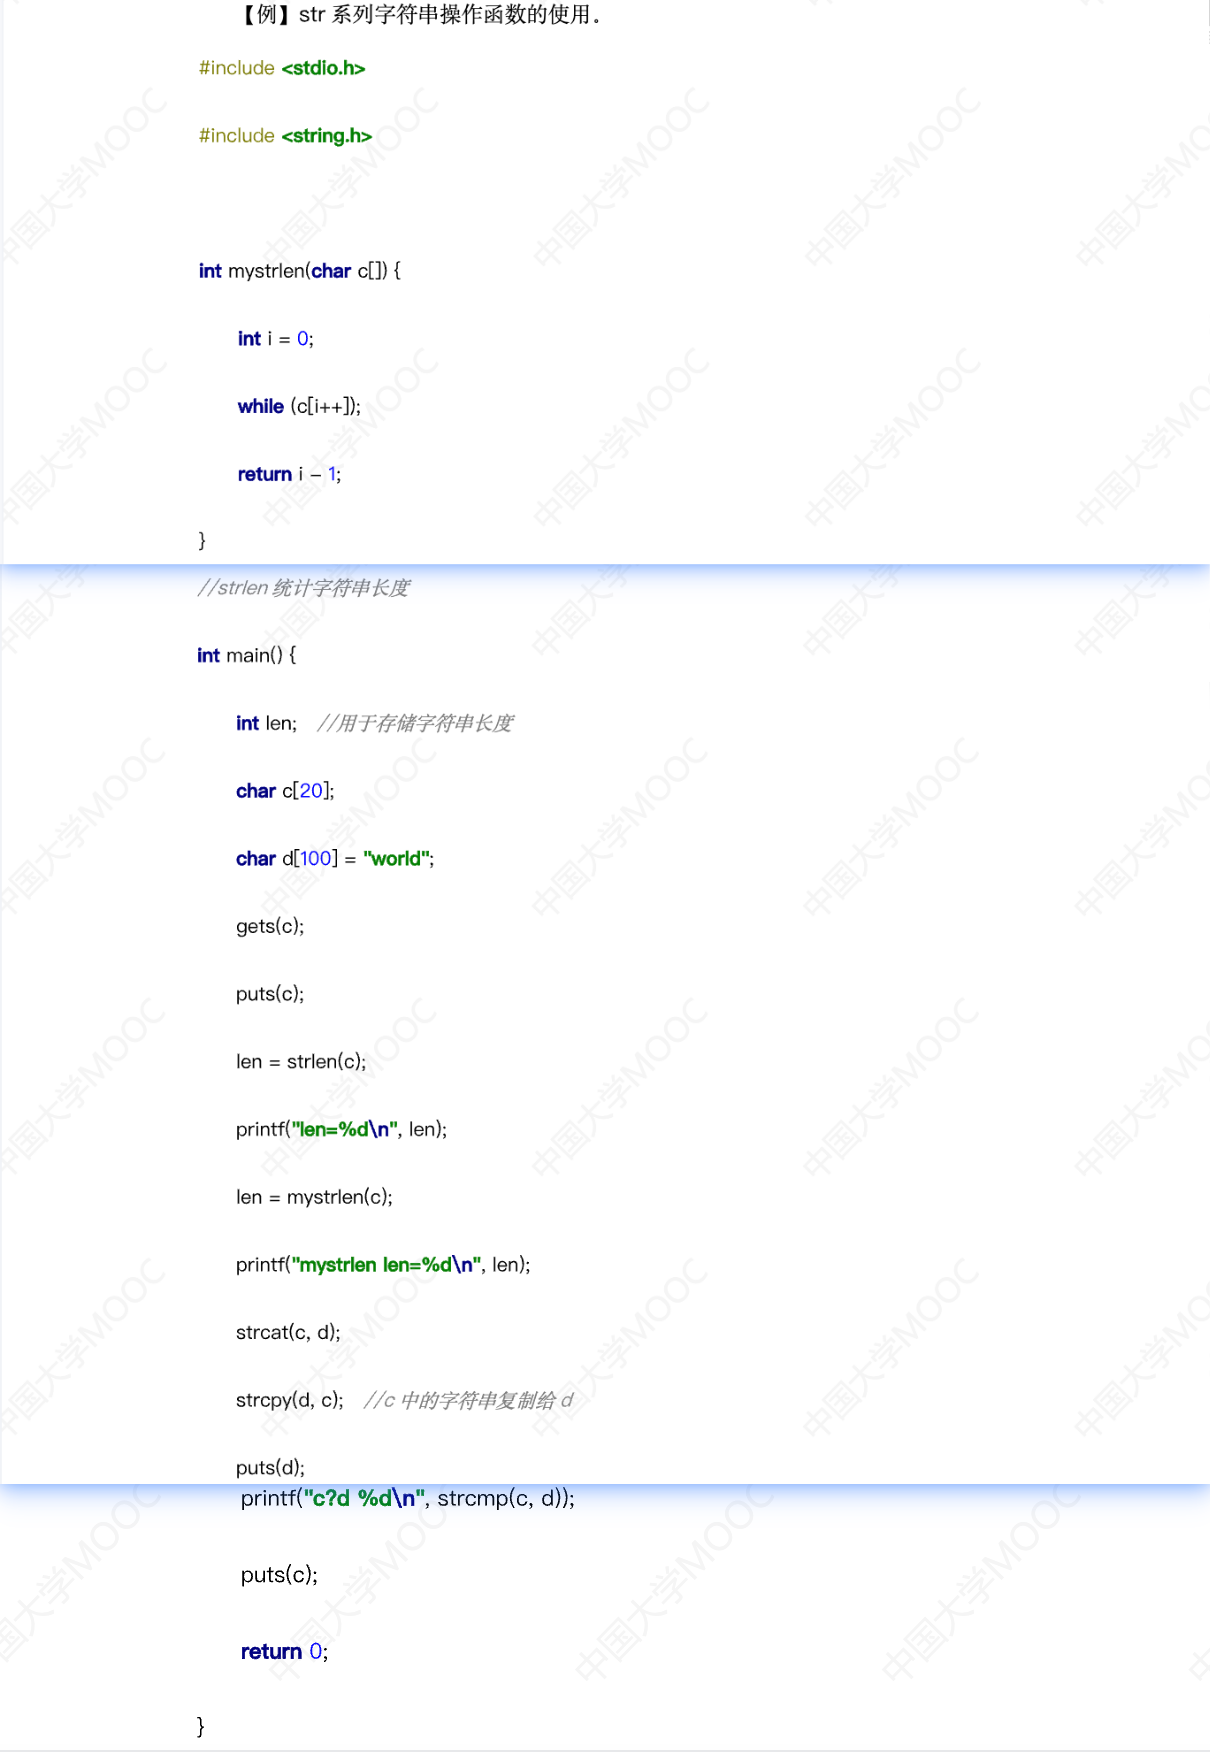 【例】str 系列字符串操作函数的使用。
#include <stdio.h>
#include <string.h>
int mystrlen(char c[]) {
int i = 0;
while (c[i++]);
return i – 1;
}
//strlen 统计字符串长度
int main() {
int len; //用于存储字符串长度
char c[20];
char d[100] = "world";
gets(c);
puts(c);
len = strlen(c);
printf("len=%d\n", len);
len = mystrlen(c);
printf("mystrlen len=%d\n", len);
strcat(c, d);
strcpy(d, c); //c 中的字符串复制给 d
puts(d);
printf("c?d %d\n", strcmp(c, d));
puts(c);
return 0;
}
中国大学MOOC